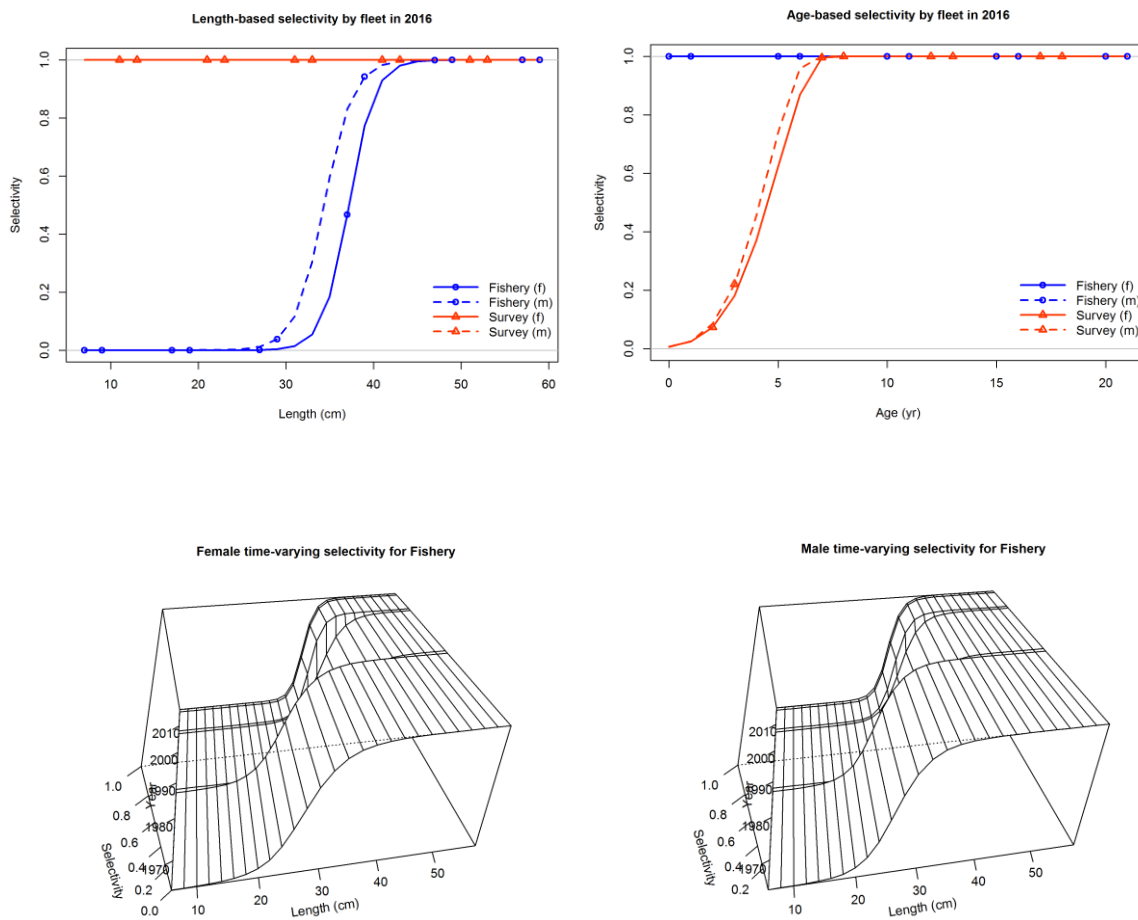 Length-based selectivity by fleet in 2016
1.0
0.8
0.6
0.4
0.2
0.0
Selectivity
Fishery (f)
Fishery (m)
Survey (f)
Survey (m)
10 20 30 40 50 60
Length (cm)
Age-based selectivity by fleet in 2016
1.0
0.8
0.6
0.4
0.2
0.0
Selectivity
Fishery (f)
Fishery (m)
Survey (f)
Survey (m)
0 5 10 15 20
Age (yr)
Female time-varying selectivity for Fishery
2010
2000
1990
1980
1970
Year
1.0
0.8
0.6
0.4
0.2
0.0
Selectivity
10 20 30 40 50
Length (cm)
Male time-varying selectivity for Fishery
2010
2000
1990
1980
1970
Year
1.0
0.8
0.6
0.4
0.2
Selectivity
10 20 30 40 50
Length (cm)